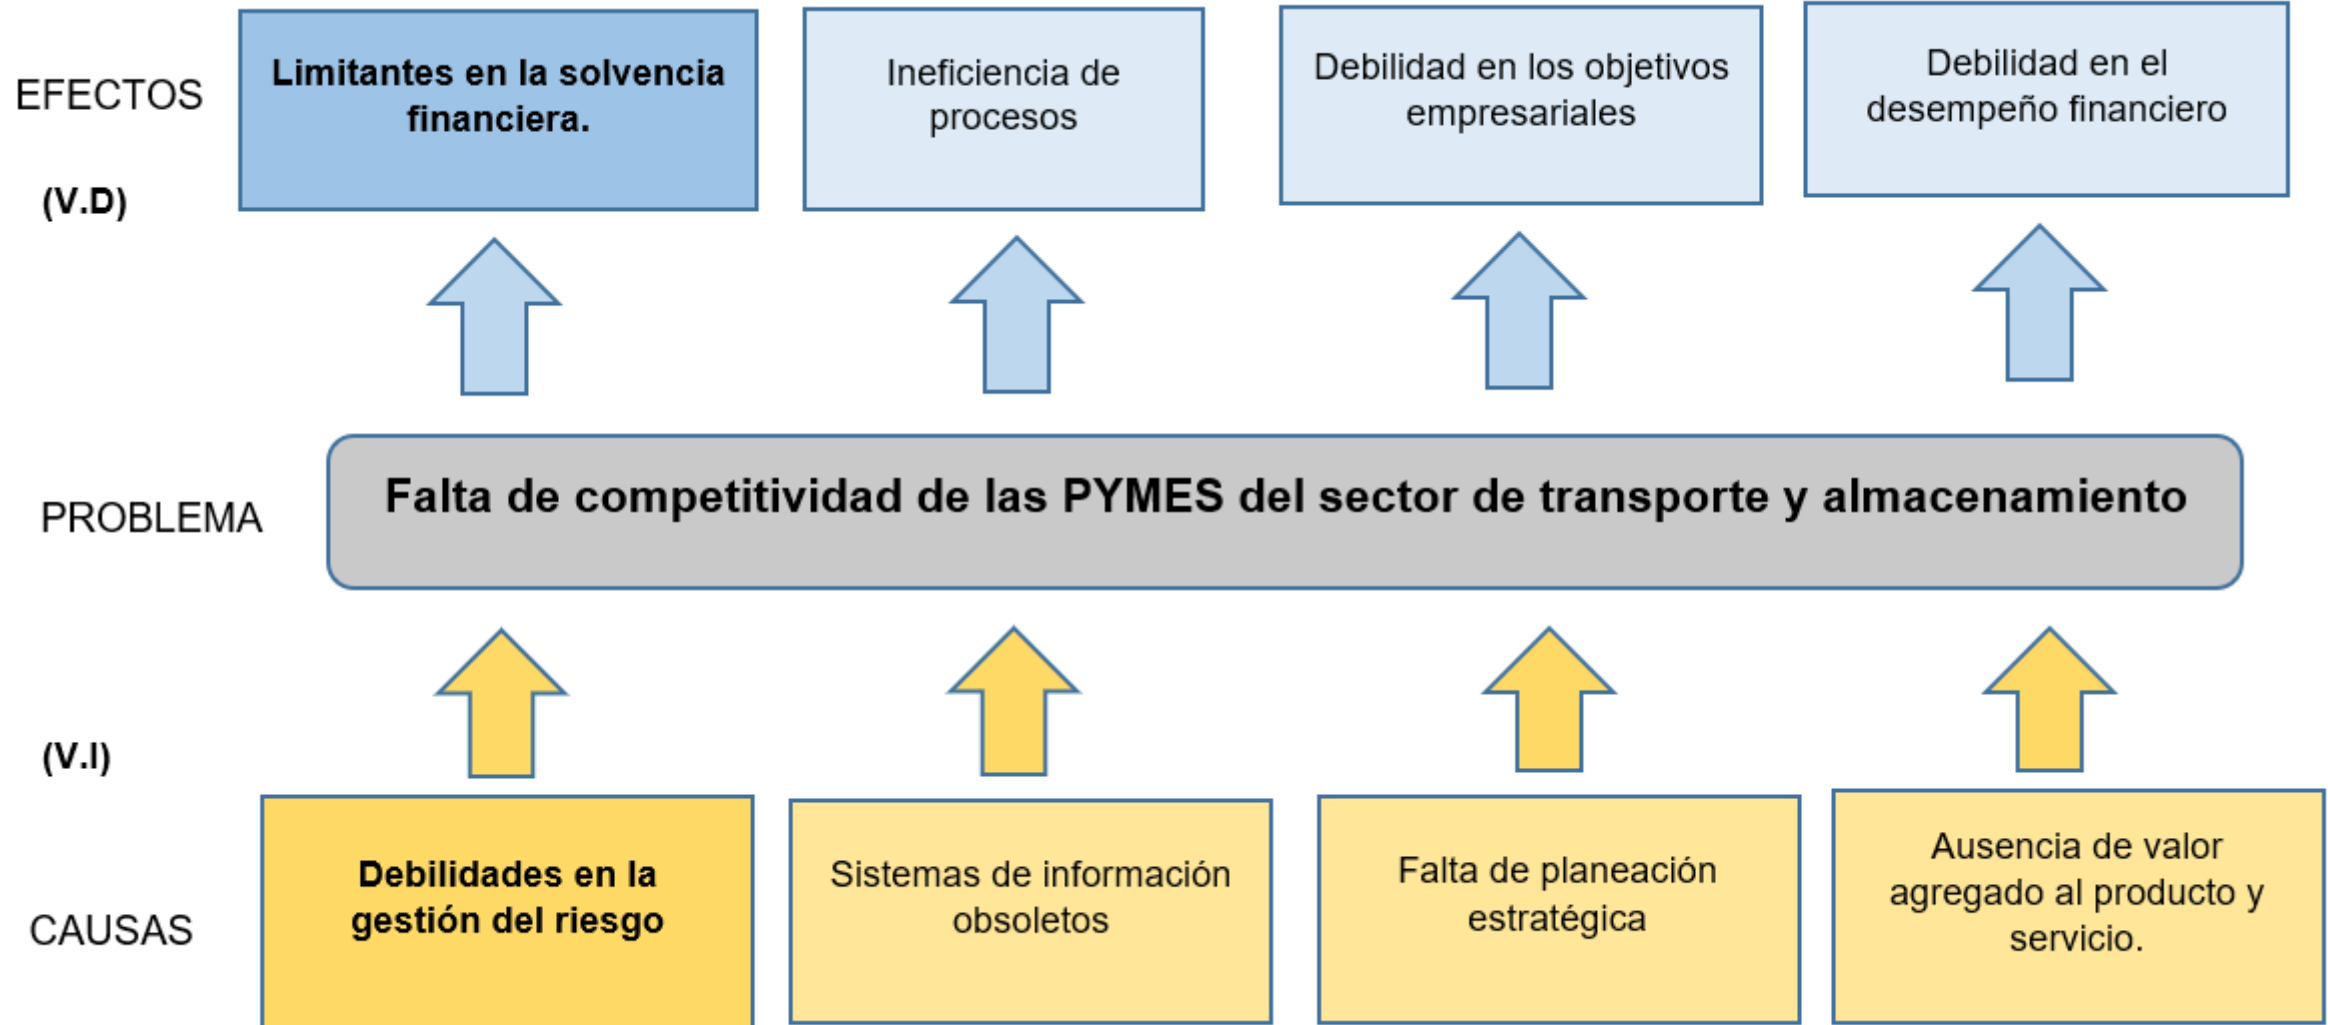 EFECTOS
(V.D)
Limitantes en la solvencia
financiera.
Ineficiencia de
procesos
Debilidad en los objetivos
empresariales
Debilidad en el
desempeño financiero
PROBLEMA
Falta de competitividad de las PYMES del sector de transporte y almacenamiento
(V.I)
CAUSAS
Debilidades en la
gestión del riesgo
Sistemas de información
obsoletos
Falta de planeación
estratégica
Ausencia de valor
agregado al producto y
servicio.